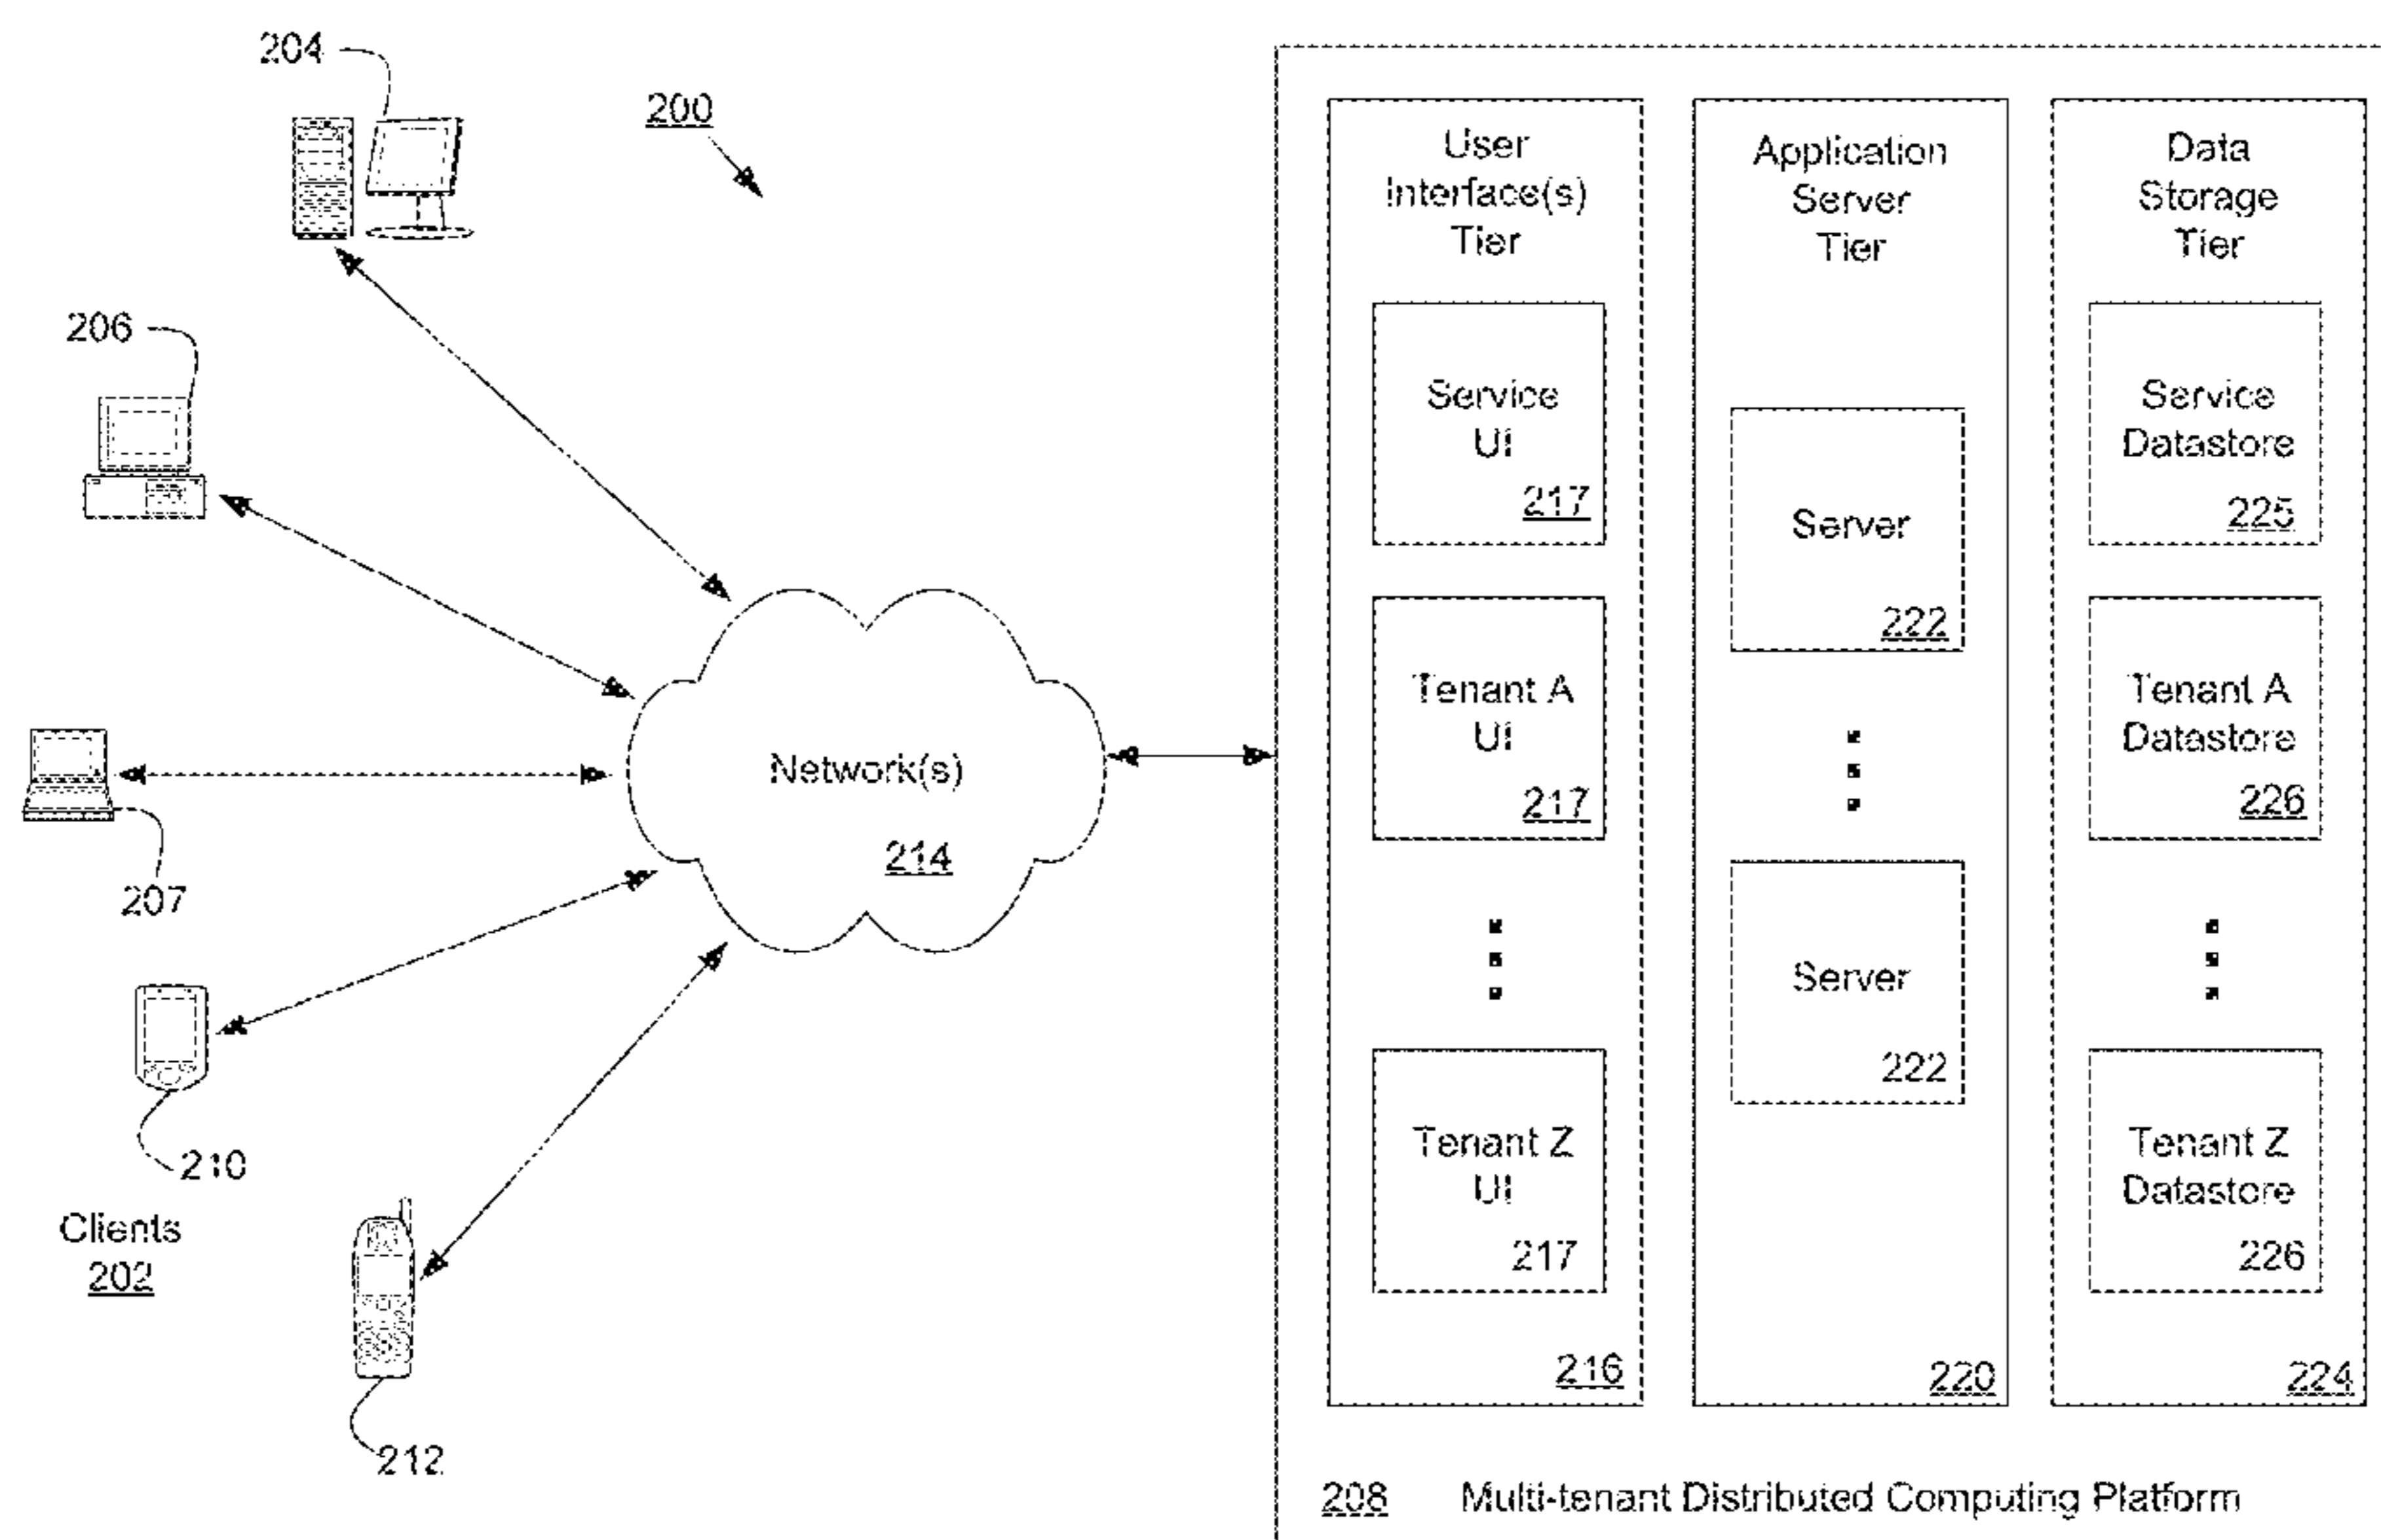 204
200
206
207
210
Clients
202
212
Network(s)
214
User
Interface(s)
Tier
Service
UI
217
Tenant A
UI
217
Tenant Z
UI
217
216
Application
Server
Tier
Server
222
Server
222
220
Data
Storage
Tier
Service
Datastore
225
Tenant A
Datastore
226
Tenant Z
Datastore
226
224
208 Multi-tenant Distributed Computing Platform